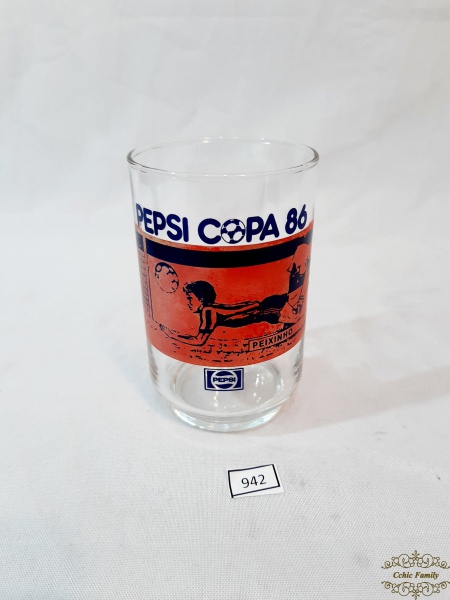 PEPSI COPA 86
PEIXINHO
PEPSI
942
Cchic Family